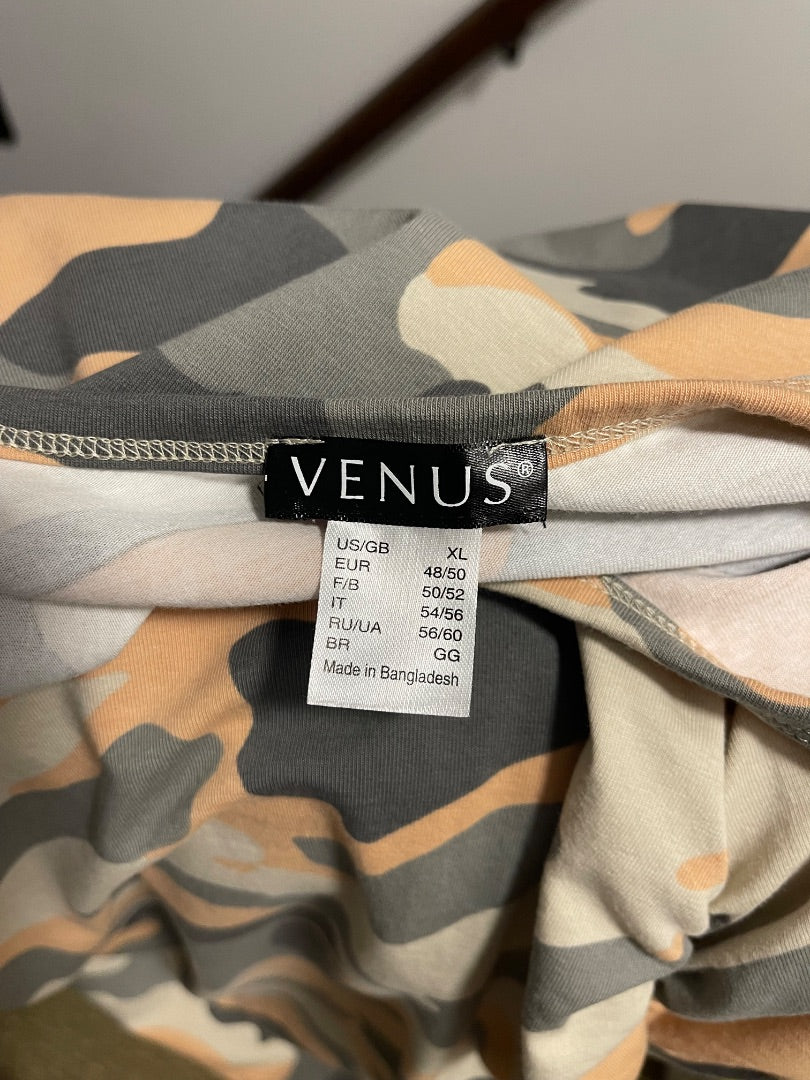 VENUS®
US/GB XL
EUR 48/50
F/B 50/52
IT 54/56
RU/UA 56/60
BR GG
Made in Bangladesh